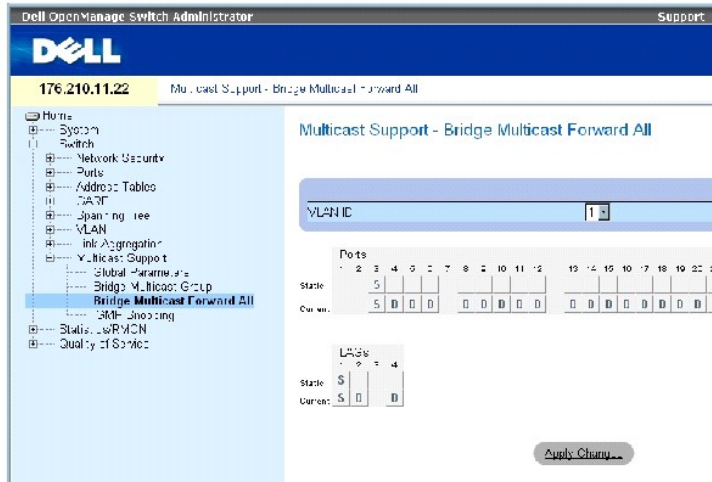 Dell OpenManage Switch Administrator
Support
DELL
176.210.11.22
Multicast Support - Bridge Multicast Forward All
Home
System
Switch
Network Security
Ports
Address Tables
GARP
Spanning Tree
VLAN
Link Aggregation
Multicast Support
Global Parameters
Bridge Multicast Group
Bridge Multicast Forward All
IGMP Snooping
Statistics/RMON
Quality of Service
Multicast Support - Bridge Multicast Forward All
VLAN ID
1
Ports
1 2 3 4 5 6 7 8 9 10 11 12 13 14 15 16 17 18 19 20
Static S
Current S D D D D D D D D D D D D D D D
LAGs
1 2 3 4
Static S
Current S D D